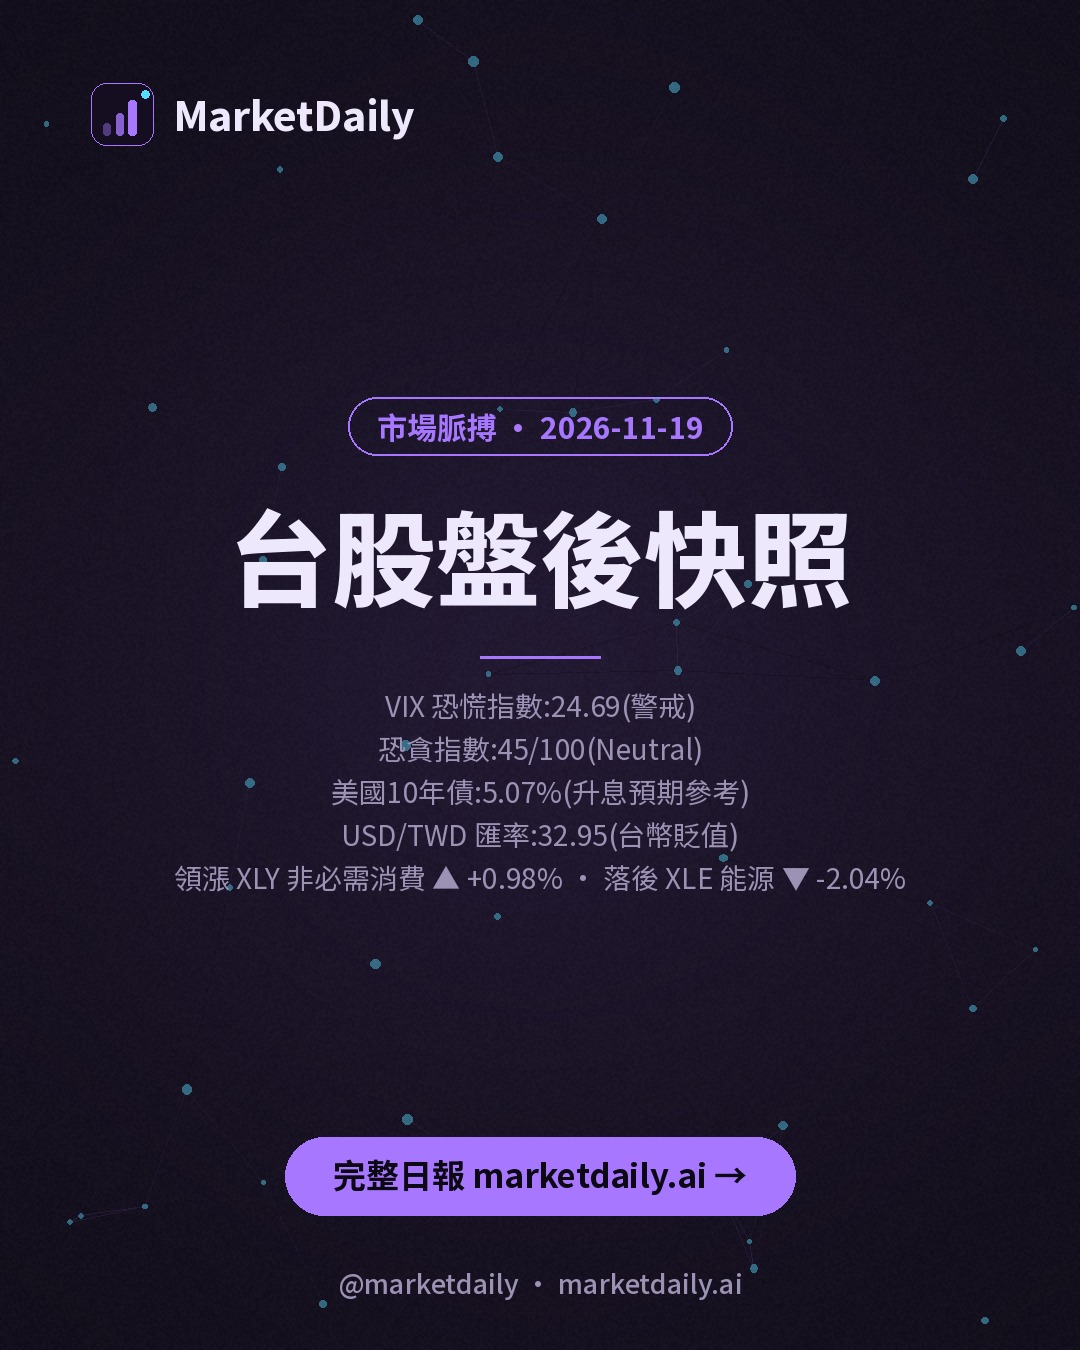 MarketDaily
市場脈搏 • 2026-11-19
台股盤後快照
VIX 恐慌指數:24.69(警戒)
恐貪指數:45/100(Neutral)
美國10年債:5.07%(升息預期參考)
USD/TWD 匯率:32.95(台幣貶值)
領漲 XLY 非必需消費 ▲ +0.98% • 落後 XLE 能源 ▼ -2.04%
完整日報 marketdaily.ai →
@marketdaily • marketdaily.ai